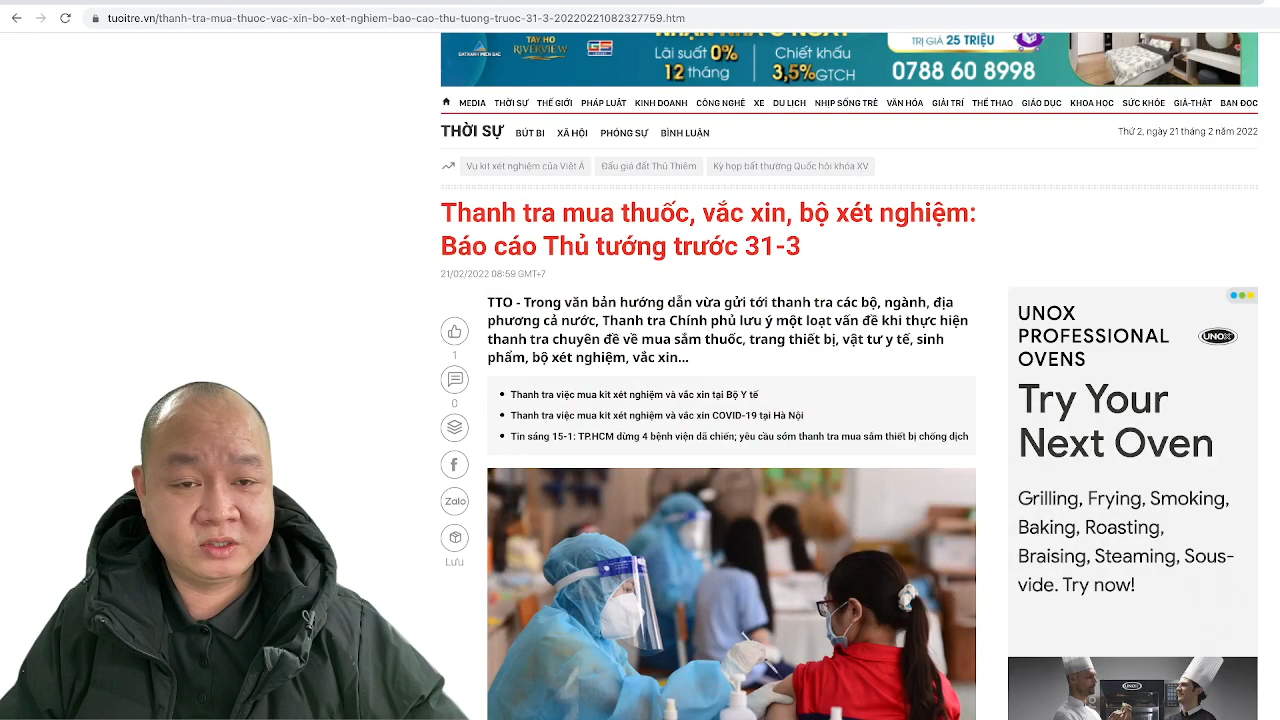 tuoitre.vn/thanh-tra-mua-thuoc-vac-xin-bo-xet-nghiem-bao-cao-thu-tuong-truoc-31-3-20220221082327759.htm
TAY HO
RIVERVIEW
Lãi suất 0%
12 tháng
Chiết khấu
3,5%GTCH
TRỊ GIÁ 25 TRIỆU
0788 60 8998
MEDIA THỜI SỰ THẾ GIỚI PHÁP LUẬT KINH DOANH CÔNG NGHỆ XE DU LỊCH NHỊP SỐNG TRẺ VĂN HÓA GIẢI TRÍ THỂ THAO GIÁO DỤC KHOA HỌC SỨC KHỎE GIẢ-THẬT BẠN ĐỌC
THỜI SỰ BÚT BI XÃ HỘI PHÓNG SỰ BÌNH LUẬN
Thứ 2, ngày 21 tháng 2 năm 2022
Vụ kit xét nghiệm của Việt Á Đấu giá đất Thủ Thiêm Kỳ họp bất thường Quốc hội khóa XV
Thanh tra mua thuốc, vắc xin, bộ xét nghiệm:
Báo cáo Thủ tướng trước 31-3
21/02/2022 08:59 GMT+7
TTO - Trong văn bản hướng dẫn vừa gửi tới thanh tra các bộ, ngành, địa
phương cả nước, Thanh tra Chính phủ lưu ý một loạt vấn đề khi thực hiện
thanh tra chuyên đề về mua sắm thuốc, trang thiết bị, vật tư y tế, sinh
phẩm, bộ xét nghiệm, vắc xin...
1
0
Zalo
Lưu
Thanh tra việc mua kit xét nghiệm và vắc xin tại Bộ Y tế
Thanh tra việc mua kit xét nghiệm và vắc xin COVID-19 tại Hà Nội
Tin sáng 15-1: TP.HCM dừng 4 bệnh viện dã chiến; yêu cầu sớm thanh tra mua sắm thiết bị chống dịch
UNOX
PROFESSIONAL
OVENS
UNOX
Try Your
Next Oven
Grilling, Frying, Smoking,
Baking, Roasting,
Braising, Steaming, Sous-
vide. Try now!
UNOX